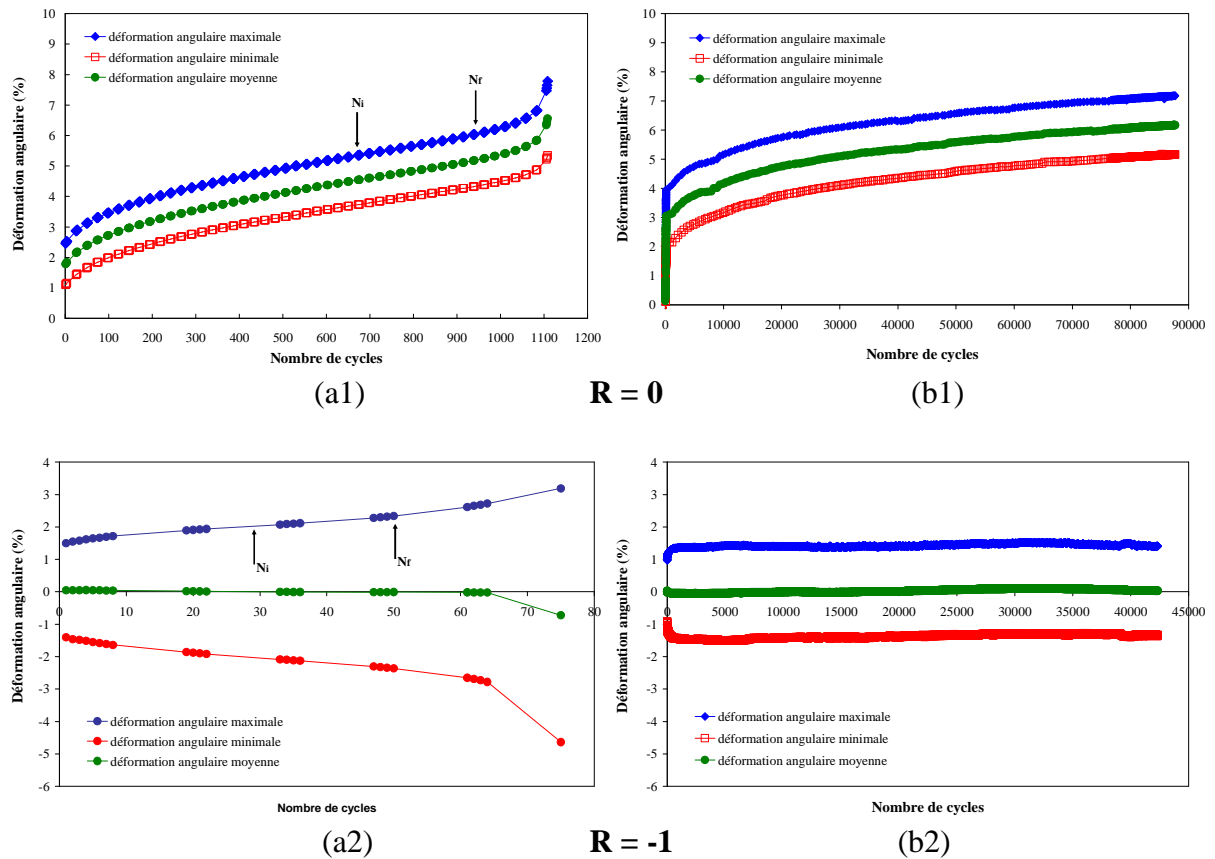 10
9
8
7
6
5
4
3
2
1
0
Déformation angulaire (%)
déformation angulaire maximale
déformation angulaire minimale
déformation angulaire moyenne
Ni
Nf
0 100 200 300 400 500 600 700 800 900 1000 1100 1200
Nombre de cycles
(a1)
10
9
8
7
6
5
4
3
2
1
0
Déformation angulaire (%)
déformation angulaire maximale
déformation angulaire minimale
déformation angulaire moyenne
0 10000 20000 30000 40000 50000 60000 70000 80000 90000
Nombre de cycles
(b1)
R = 0
4
3
2
1
0
-1
-2
-3
-4
-5
-6
Déformation angulaire (%)
Ni
Nf
0 10 20 30 40 50 60 70 80
déformation angulaire maximale
déformation angulaire minimale
déformation angulaire moyenne
Nombre de cycles
(a2)
4
3
2
1
0
-1
-2
-3
-4
-5
-6
Déformation angulaire (%)
0 5000 10000 15000 20000 25000 30000 35000 40000 45000
déformation angulaire maximale
déformation angulaire minimale
déformation angulaire moyenne
Nombre de cycles
(b2)
R = -1